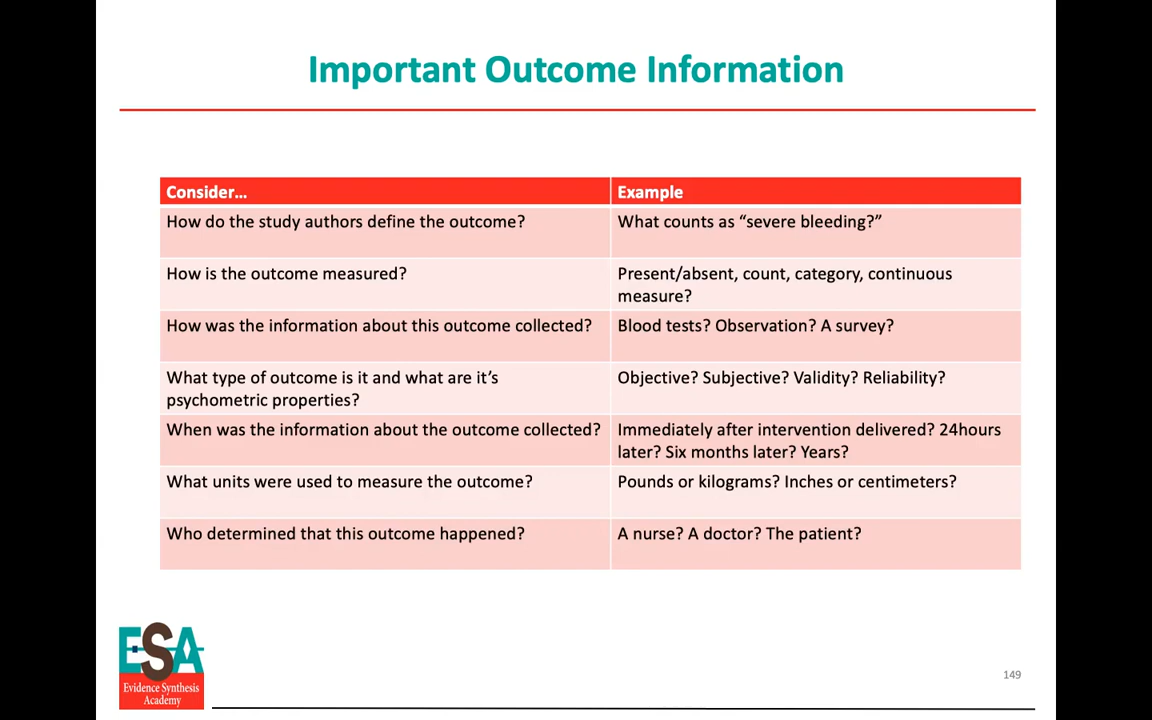 Important Outcome Information
Consider...
Example
How do the study authors define the outcome?
What counts as “severe bleeding?”
How is the outcome measured?
Present/absent, count, category, continuous
measure?
How was the information about this outcome collected?
Blood tests? Observation? A survey?
What type of outcome is it and what are it’s
psychometric properties?
Objective? Subjective? Validity? Reliability?
When was the information about the outcome collected?
Immediately after intervention delivered? 24hours
later? Six months later? Years?
What units were used to measure the outcome?
Pounds or kilograms? Inches or centimeters?
Who determined that this outcome happened?
A nurse? A doctor? The patient?
ESA
Evidence Synthesis
Academy
149